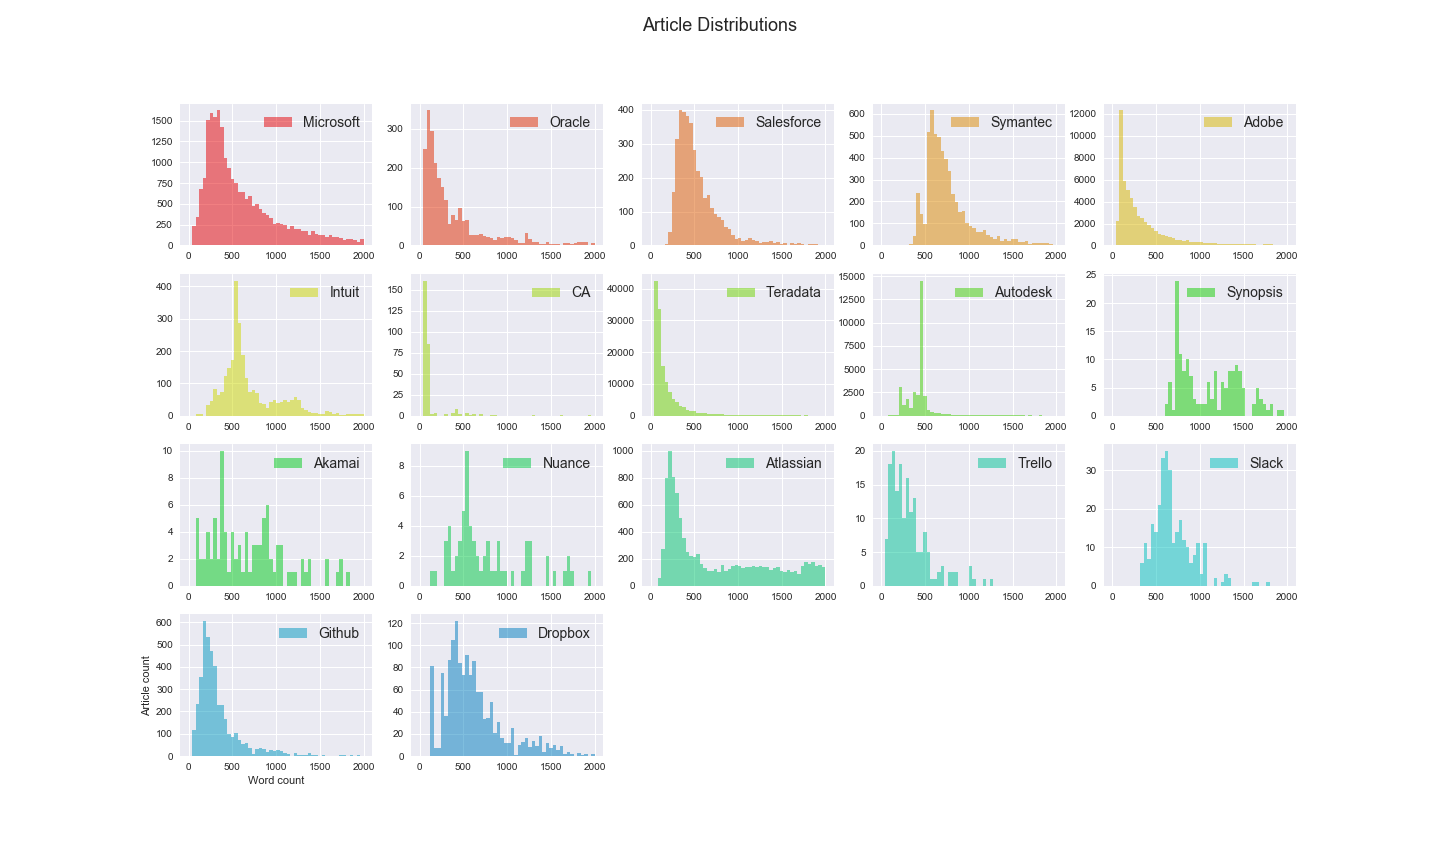 Article Distributions
Microsoft
1500
1250
1000
750
500
250
0
0 500 1000 1500 2000
Oracle
300
200
100
0
0 500 1000 1500 2000
Salesforce
400
300
200
100
0
0 500 1000 1500 2000
Symantec
600
500
400
300
200
100
0
0 500 1000 1500 2000
Adobe
12000
10000
8000
6000
4000
2000
0
0 500 1000 1500 2000
Intuit
400
300
200
100
0
0 500 1000 1500 2000
CA
150
125
100
75
50
25
0
0 500 1000 1500 2000
Teradata
40000
30000
20000
10000
0
0 500 1000 1500 2000
Autodesk
15000
12500
10000
7500
5000
2500
0
0 500 1000 1500 2000
Synopsis
25
20
15
10
5
0
0 500 1000 1500 2000
Akamai
10
8
6
4
2
0
0 500 1000 1500 2000
Nuance
8
6
4
2
0
0 500 1000 1500 2000
Atlassian
1000
800
600
400
200
0
0 500 1000 1500 2000
Trello
20
15
10
5
0
0 500 1000 1500 2000
Slack
30
20
10
0
0 500 1000 1500 2000
Github
Article count
600
500
400
300
200
100
0
0 500 1000 1500 2000
Word count
Dropbox
120
100
80
60
40
20
0
0 500 1000 1500 2000